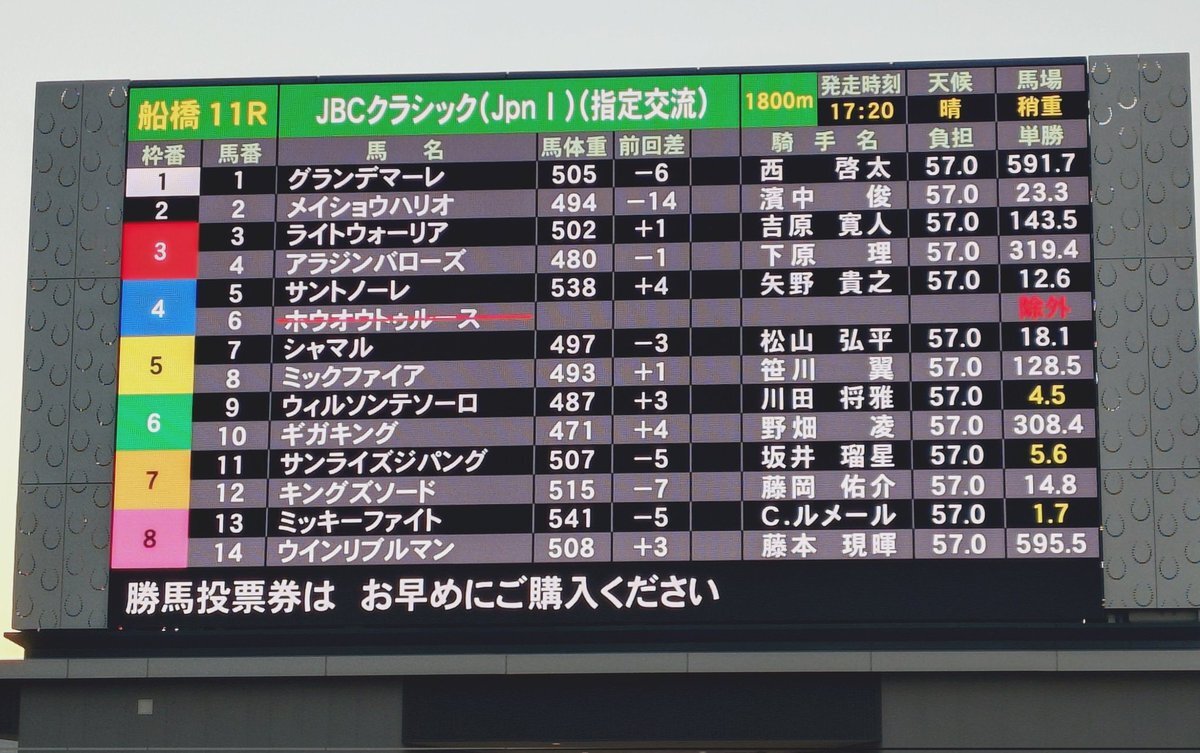 船橋 11R JBCクラシック(JpnⅠ)(指定交流) 1800m 発走時刻 17:20 天候 晴 馬場 稍重
枠番 馬番 馬名 馬体重 前回差 騎手名 負担 単勝
1 1 グランデマーレ 505 −6 西 啓太 57.0 591.7
2 2 メイショウハリオ 494 −14 濱中 俊 57.0 23.3
3 3 ライトウォーリア 502 +1 吉原 寛人 57.0 143.5
4 アラジンバローズ 480 −1 下原 理 57.0 319.4
4 5 サントノーレ 538 +4 矢野 貴之 57.0 12.6
6 ホウオウトゥルース 除外
5 7 シャマル 497 −3 松山 弘平 57.0 18.1
8 ミックファイア 493 +1 笹川 翼 57.0 128.5
6 9 ウィルソンテソーロ 487 +3 川田 将雅 57.0 4.5
10 ギガキング 471 +4 野畑 凌 57.0 308.4
7 11 サンライズジパング 507 −5 坂井 瑠星 57.0 5.6
12 キングズソード 515 −7 藤岡 佑介 57.0 14.8
8 13 ミッキーファイト 541 −5 C.ルメール 57.0 1.7
14 ウインリブルマン 508 +3 藤本 現暉 57.0 595.5
勝馬投票券は お早めにご購入ください